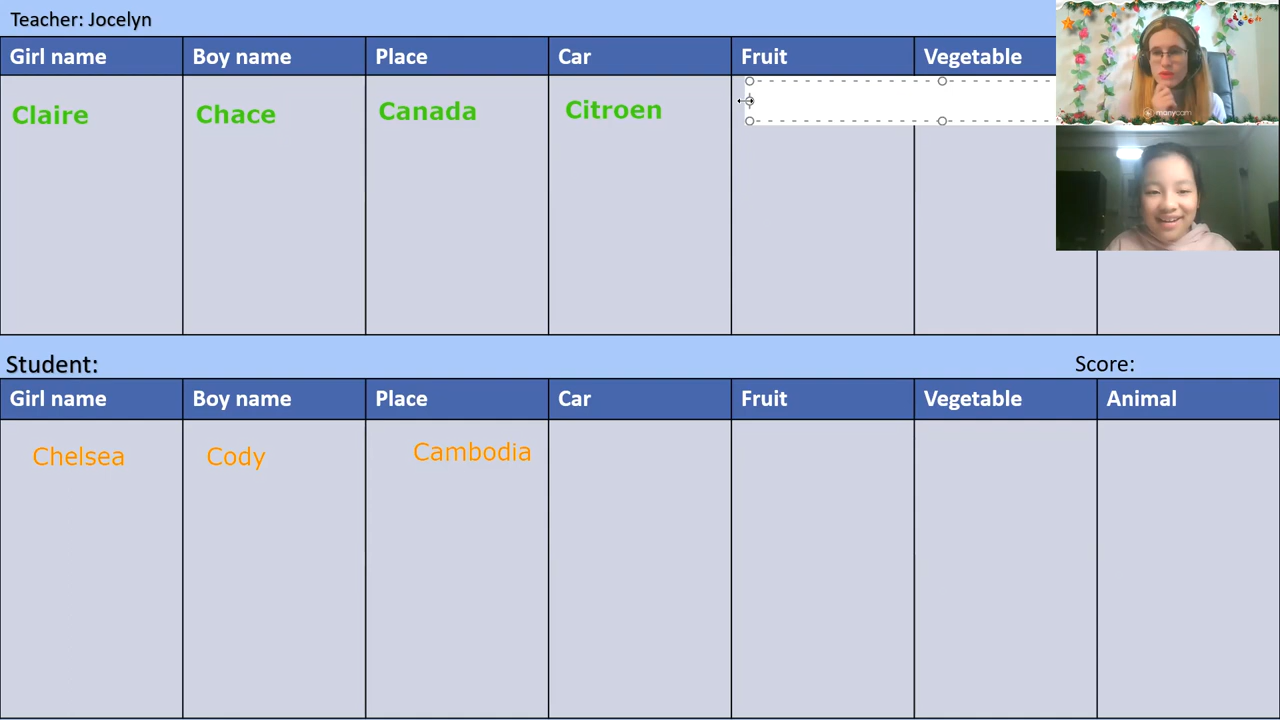 Teacher: Jocelyn
Girl name Boy name Place Car Fruit Vegetable
Claire Chace Canada Citroen
manycam
Student: Score:
Girl name Boy name Place Car Fruit Vegetable Animal
Chelsea Cody Cambodia